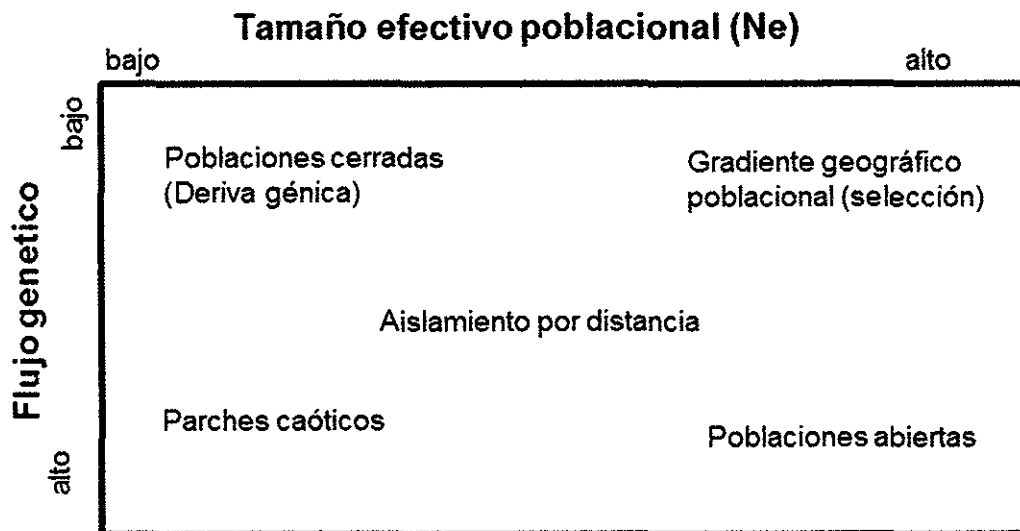 Tamaño efectivo poblacional (Ne)
bajo
alto
bajo
Poblaciones cerradas
(Deriva génica)
Gradiente geográfico
poblacional (selección)
Flujo genetico
Aislamiento por distancia
Parches caóticos
Poblaciones abiertas
alto